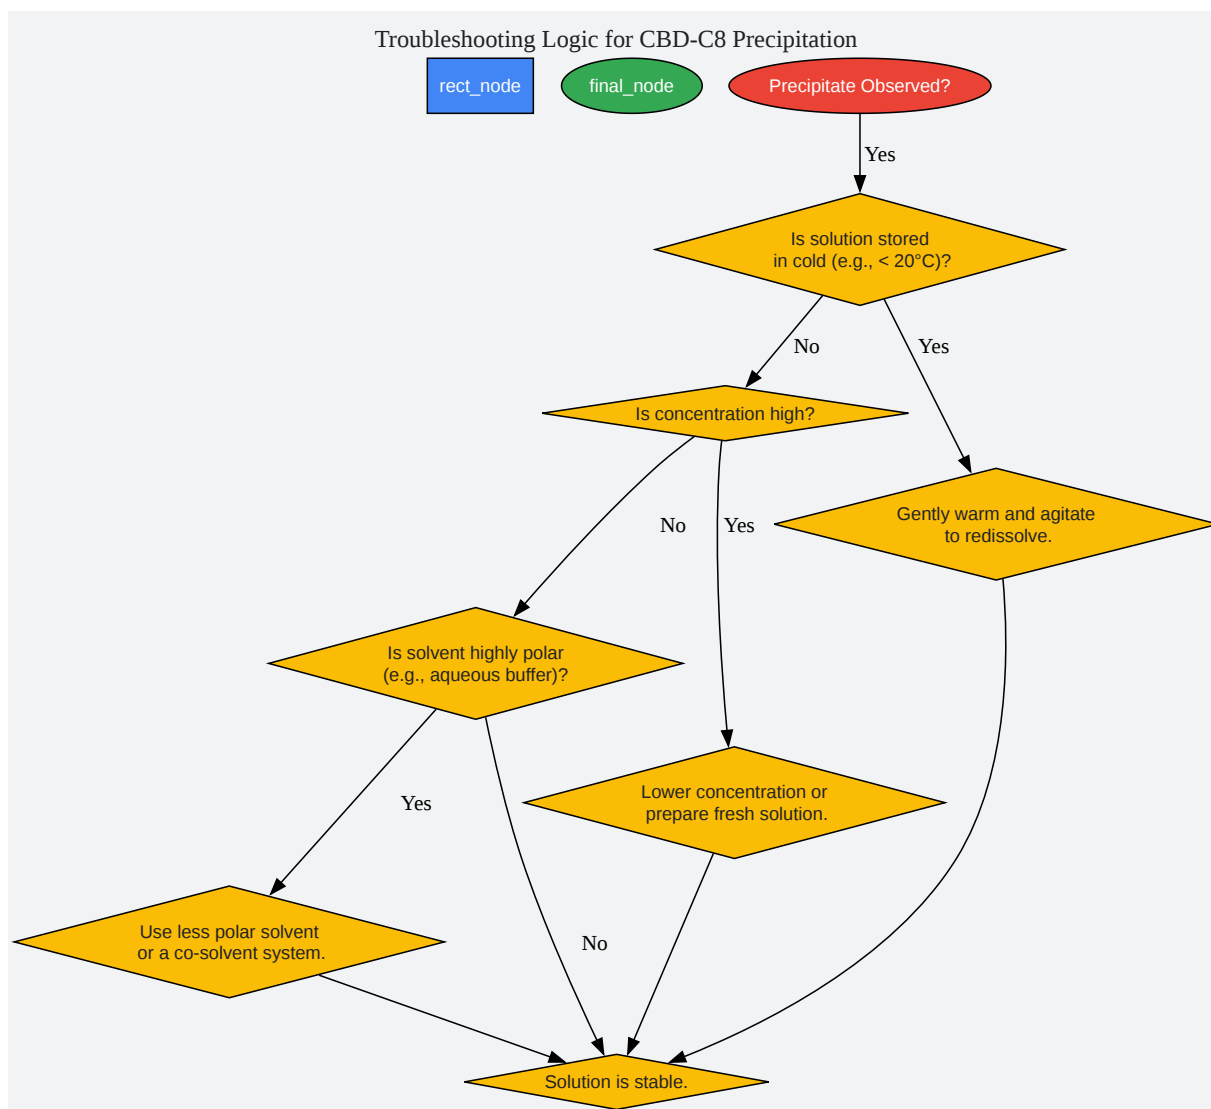 Troubleshooting Logic for CBD-C8 Precipitation
rect_node
final_node
Precipitate Observed?
Yes
Is solution stored
in cold (e.g., < 20°C)?
No
Yes
Is concentration high?
Gently warm and agitate
to redissolve.
No
Yes
Is solvent highly polar
(e.g., aqueous buffer)?
Yes
Lower concentration or
prepare fresh solution.
Use less polar solvent
or a co-solvent system.
No
Solution is stable.